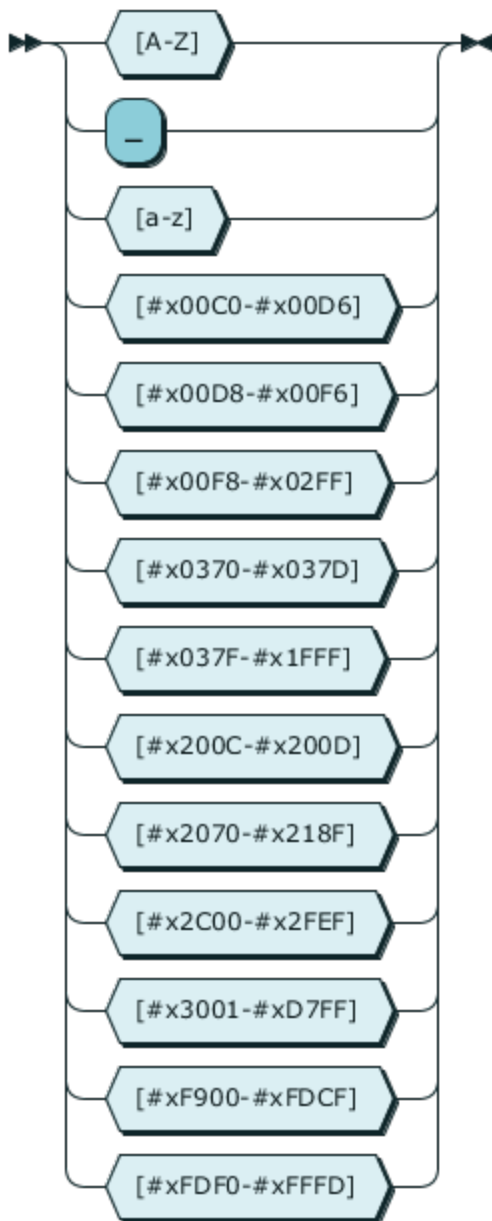 [A-Z]
_
[a-z]
[#x00C0-#x00D6]
[#x00D8-#x00F6]
[#x00F8-#x02FF]
[#x0370-#x037D]
[#x037F-#x1FFF]
[#x200C-#x200D]
[#x2070-#x218F]
[#x2C00-#x2FEF]
[#x3001-#xD7FF]
[#xF900-#xFDCF]
[#xFDF0-#xFFFD]